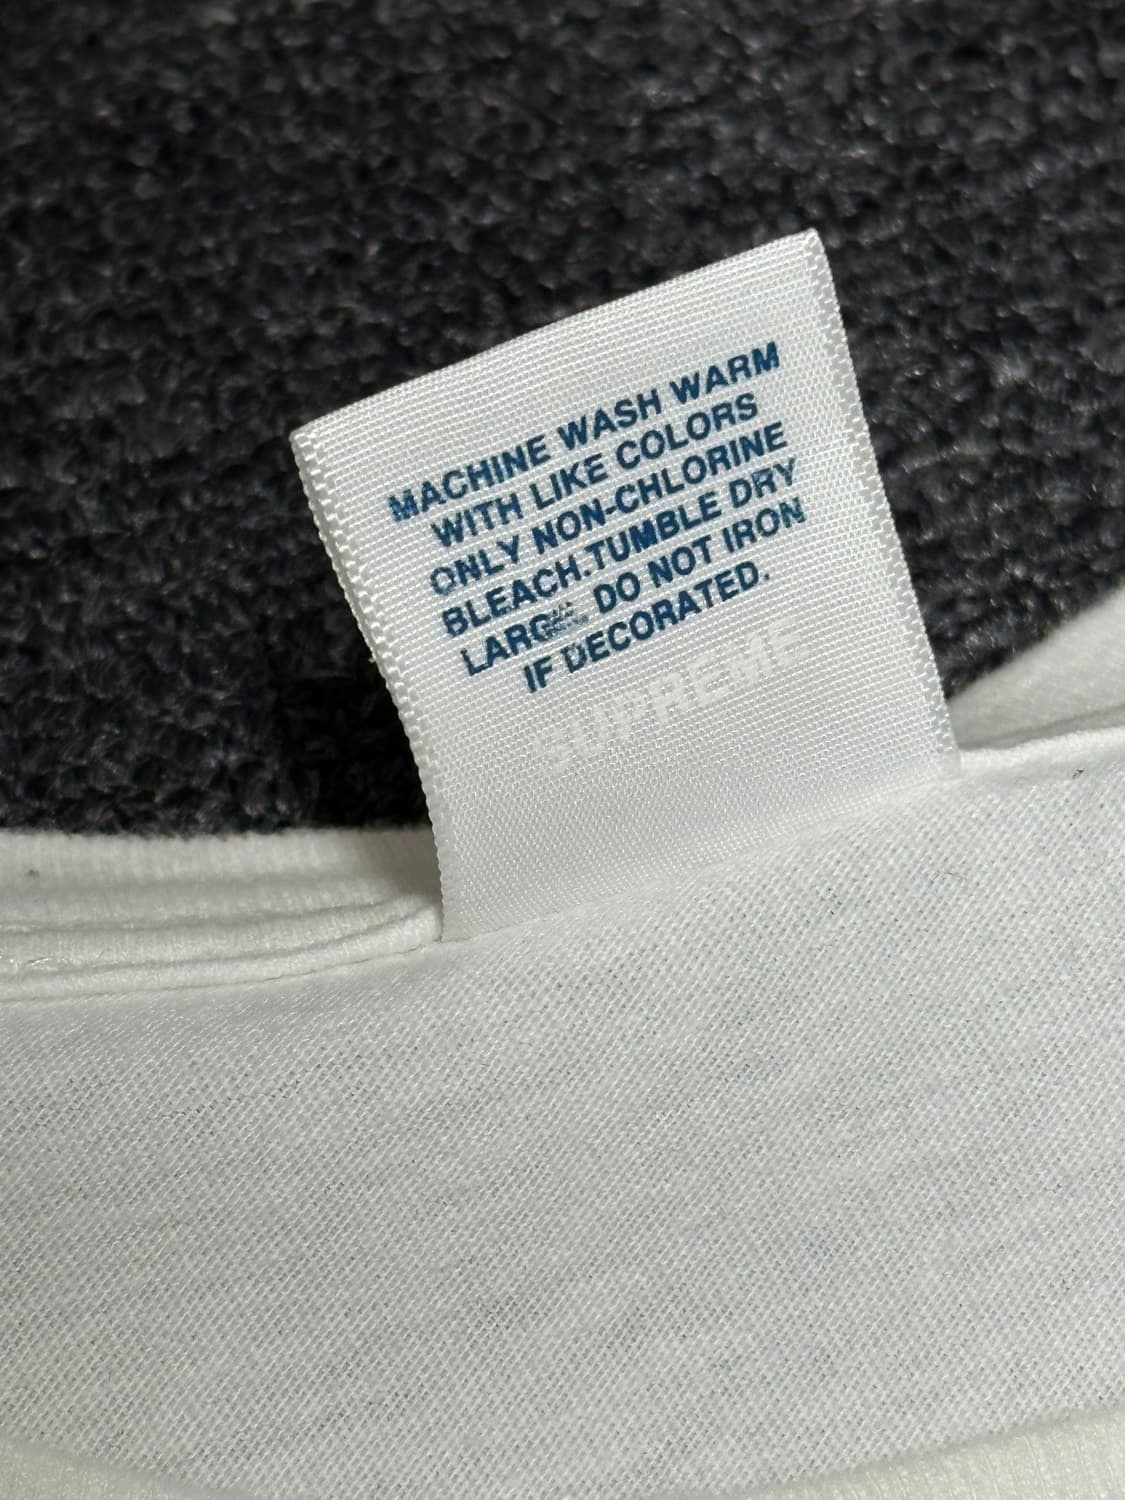 MACHINE WASH WARM
WITH LIKE COLORS
ONLY NON-CHLORINE
BLEACH.TUMBLE DRY
DO NOT IRON
IF DECORATED.
SUPREME